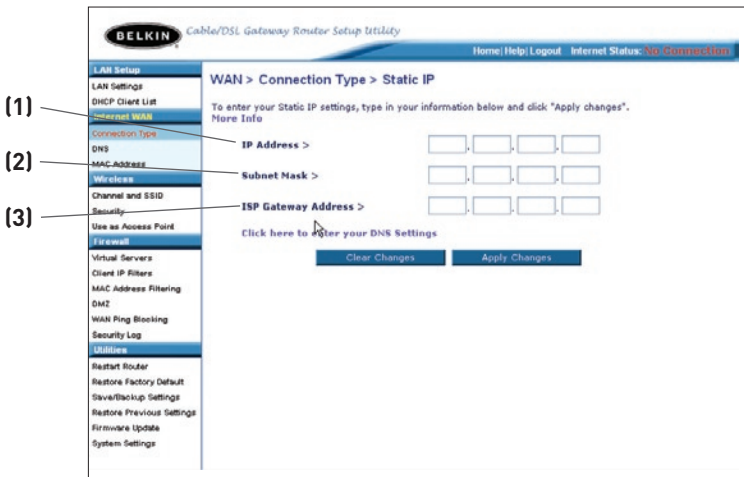 BELKIN
Cable/DSL Gateway Router Setup Utility
Home| Help| Logout Internet Status: No Connection
LAN Setup
LAN Settings
DHCP Client List
Internet WAN
Connection Type
DNS
MAC Address
Wireless
Channel and SSID
Security
Use as Access Point
Firewall
Virtual Servers
Client IP Filters
MAC Address Filtering
DMZ
WAN Ping Blocking
Security Log
Utilities
Restart Router
Restore Factory Default
Save/Backup Settings
Restore Previous Settings
Firmware Update
System Settings
WAN > Connection Type > Static IP
To enter your Static IP settings, type in your information below and click "Apply changes".
More Info
(1)
IP Address >
. . .
(2)
Subnet Mask >
. . .
(3)
ISP Gateway Address >
. . .
Click here to enter your DNS Settings
Clear Changes
Apply Changes